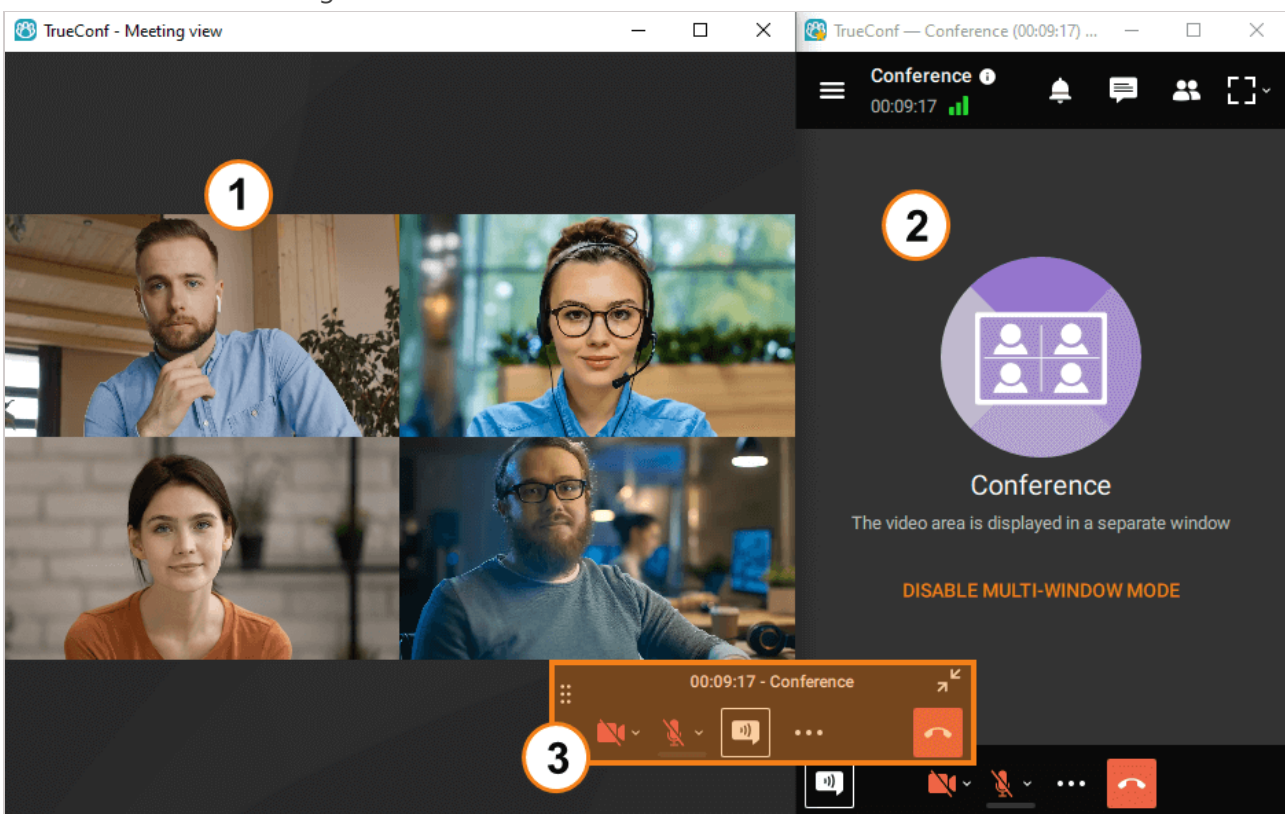 TrueConf - Meeting view
TrueConf — Conference (00:09:17) ...
Conference
00:09:17
1
2
Conference
The video area is displayed in a separate window
DISABLE MULTI-WINDOW MODE
00:09:17 - Conference
3